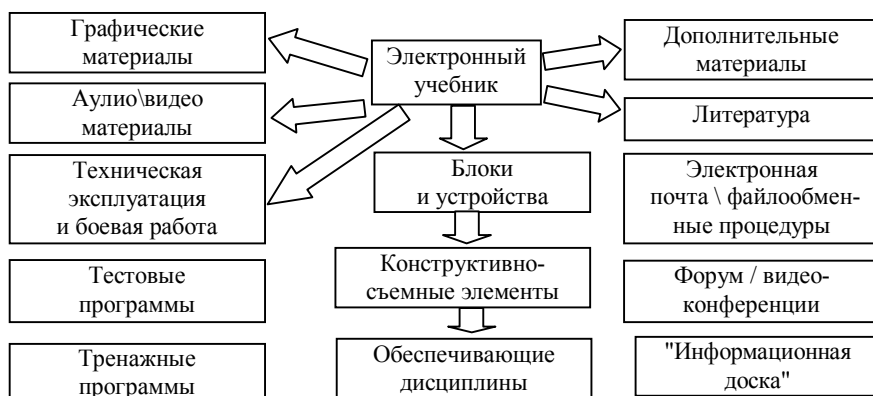 Графические
материалы
Аулио\видео
материалы
Техническая
эксплуатация
и боевая работа
Тестовые
программы
Тренажные
программы
Электронный
учебник
Блоки
и устройства
Конструктивно-
съемные элементы
Обеспечивающие
дисциплины
Дополнительные
материалы
Литература
Электронная
почта \ файлообмен-
ные процедуры
Форум / видео-
конференции
"Информационная
доска"